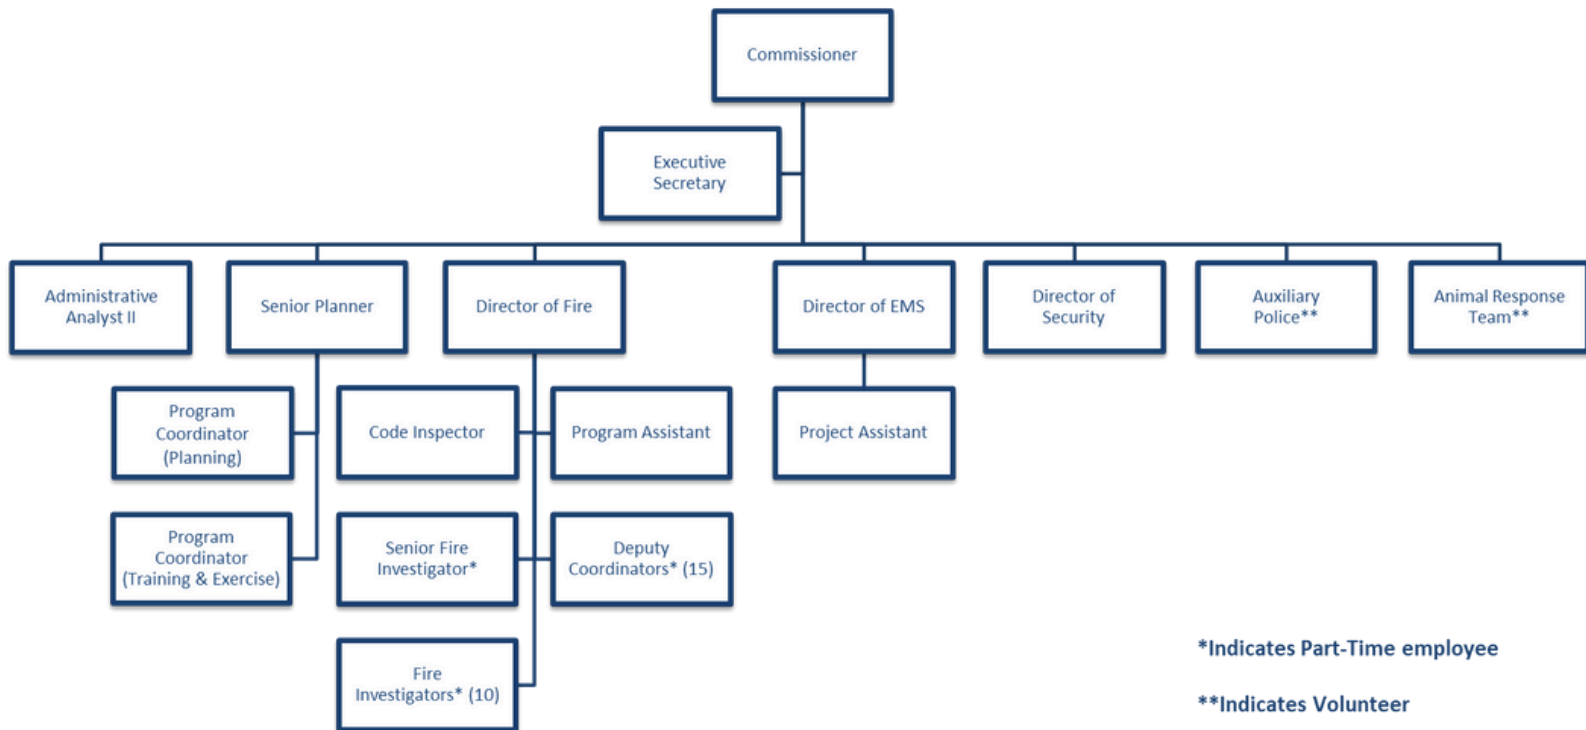 Commissioner
Executive
Secretary
Administrative
Analyst II
Senior Planner
Director of Fire
Director of EMS
Director of
Security
Auxiliary
Police**
Animal Response
Team**
Program
Coordinator
(Planning)
Code Inspector
Program Assistant
Project Assistant
Program
Coordinator
(Training & Exercise)
Senior Fire
Investigator*
Deputy
Coordinators* (15)
Fire
Investigators* (10)
*Indicates Part-Time employee
**Indicates Volunteer